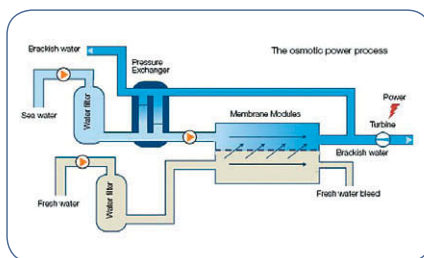 The osmotic power process
Brackish water
Pressure
Exchanger
Power
Turbine
Sea water
Water filter
Membrane Modules
Brackish water
Fresh water
Water filter
Fresh water bleed